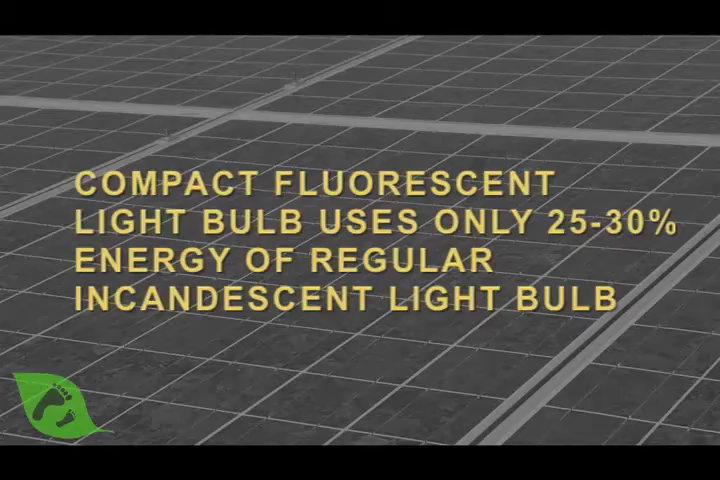 COMPACT FLUORESCENT
LIGHT BULB USES ONLY 25-30%
ENERGY OF REGULAR
INCANDESCENT LIGHT BULB